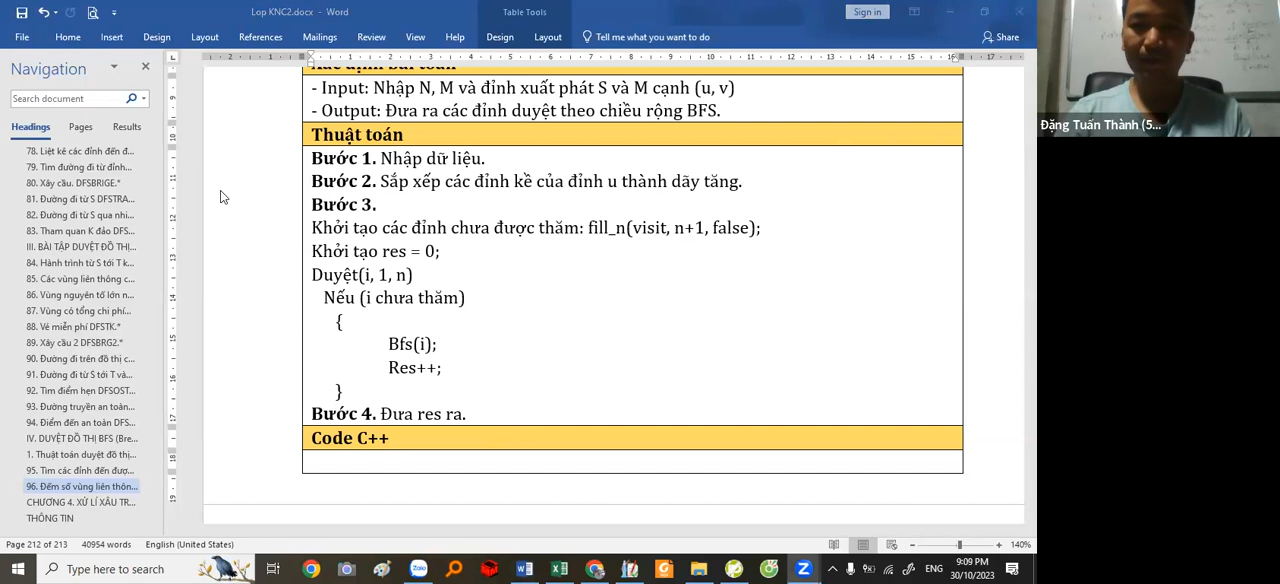 Lop KNC2.docx - Word
Table Tools
Sign in
File Home Insert Design Layout References Mailings Review View Help Design Layout Tell me what you want to do Share
Navigation
Search document
Headings Pages Results
78. Liệt kê các đỉnh đến đ...
79. Tìm đường đi từ đỉnh...
80. Xây cầu. DFSBRIGE.*
81. Đường đi từ S DFSTRA...
82. Đường đi từ S qua nhi...
83. Tham quan K đảo DFS...
III. BÀI TẬP DUYỆT ĐỒ THỊ...
84. Hành trình từ S tới T k...
85. Các vùng liên thông c...
86. Vùng nguyên tố lớn n...
87. Vùng có tổng chi phí...
88. Vé miễn phí DFSTK.*
89. Xây cầu 2 DFSBRG2.*
90. Đường đi trên đồ thị c...
91. Đường đi từ S tới T và...
92. Tìm điểm hẹn DFSOST...
93. Đường truyền an toàn...
94. Điểm đến an toàn DFS...
IV. DUYỆT ĐỒ THỊ BFS (Bre...
1. Thuật toán duyệt đồ thị...
95. Tìm các đỉnh đến đượ...
96. Đếm số vùng liên thôn...
CHƯƠNG 4. XỬ LÍ XÂU TR...
THÔNG TIN
- Input: Nhập N, M và đỉnh xuất phát S và M cạnh (u, v)
- Output: Đưa ra các đỉnh duyệt theo chiều rộng BFS.
Thuật toán
Bước 1. Nhập dữ liệu.
Bước 2. Sắp xếp các đỉnh kề của đỉnh u thành dãy tăng.
Bước 3.
Khởi tạo các đỉnh chưa được thăm: fill_n(visit, n+1, false);
Khởi tạo res = 0;
Duyệt(i, 1, n)
Nếu (i chưa thăm)
{
Bfs(i);
Res++;
}
Bước 4. Đưa res ra.
Code C++
Đặng Tuấn Thành (5...
Page 212 of 213 40954 words English (United States) 140%
Type here to search
ENG
9:09 PM
30/10/2023